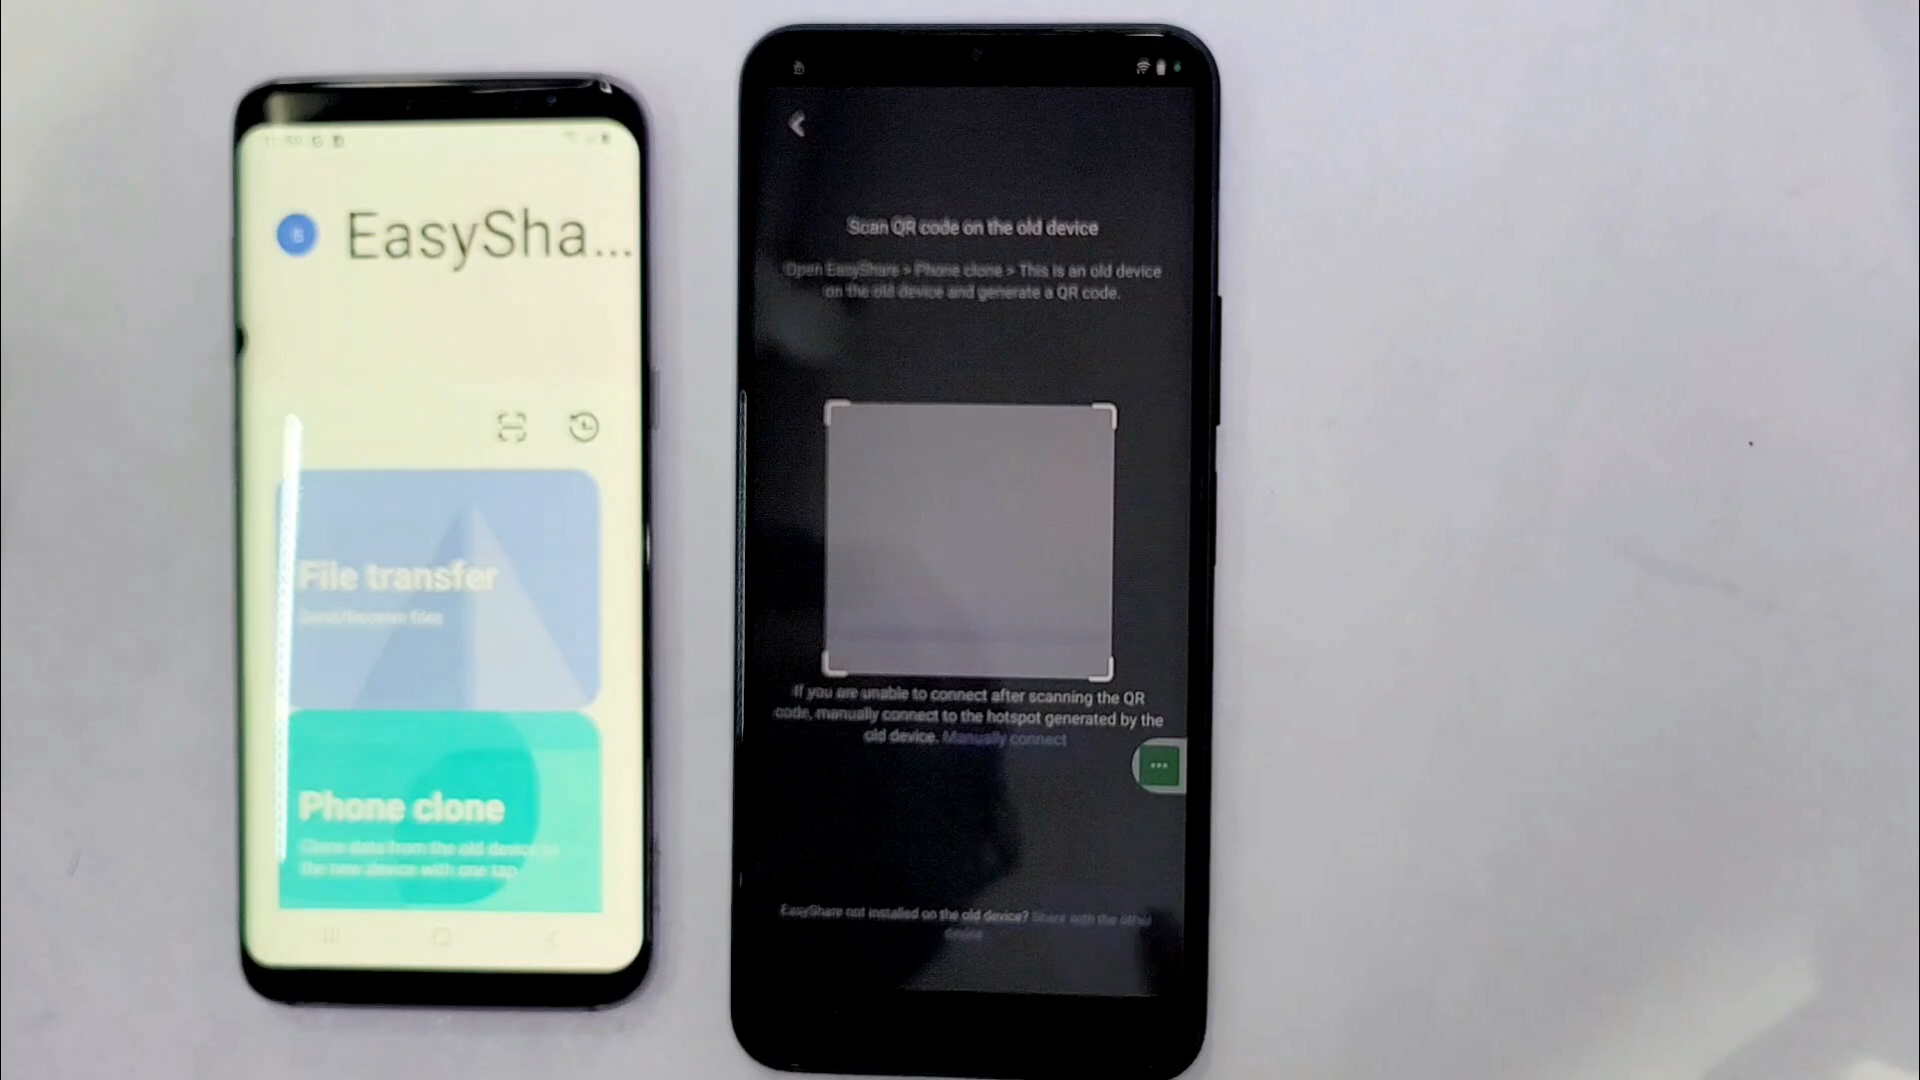 EasySha...
File transfer
Send/Receive files
Phone clone
Clone data from the old device to
the new device with one tap
Scan QR code on the old device
Open EasyShare > Phone clone > This is an old device
on the old device and generate a QR code.
If you are unable to connect after scanning the QR
code, manually connect to the hotspot generated by the
old device. Manually connect
EasyShare not installed on the old device? Share with the other
device